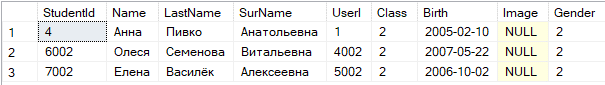 StudentId Name LastName SurName UserI Class Birth Image Gender
1 4 Анна Пивко Анатольевна 1 2 2005-02-10 NULL 2
2 6002 Олеся Семенова Витальевна 4002 2 2007-05-22 NULL 2
3 7002 Елена Василёк Алексеевна 5002 2 2006-10-02 NULL 2